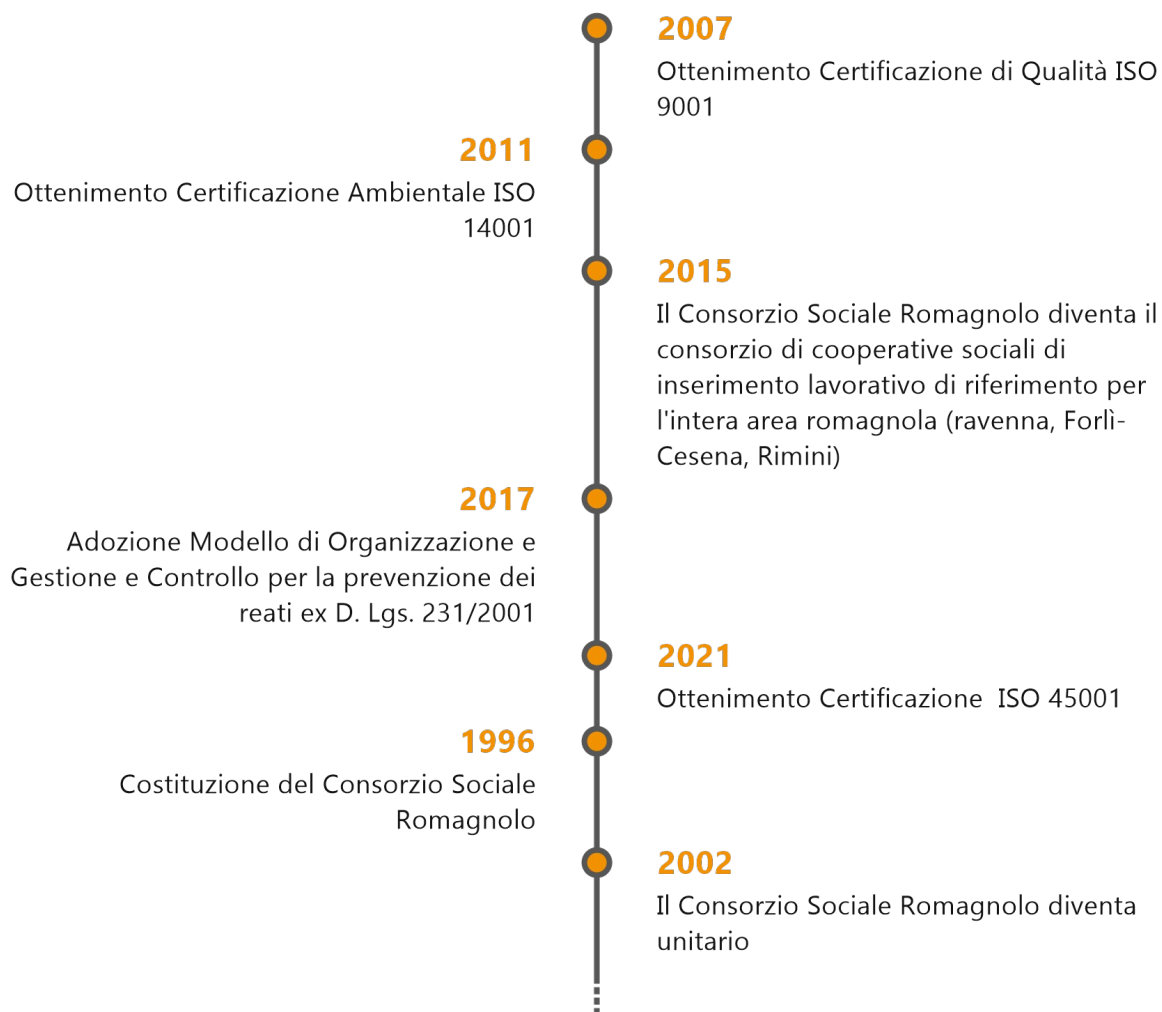 2007
Ottenimento Certificazione di Qualità ISO
9001
2011
Ottenimento Certificazione Ambientale ISO
14001
2015
Il Consorzio Sociale Romagnolo diventa il
consorzio di cooperative sociali di
inserimento lavorativo di riferimento per
l'intera area romagnola (ravenna, Forlì-
Cesena, Rimini)
2017
Adozione Modello di Organizzazione e
Gestione e Controllo per la prevenzione dei
reati ex D. Lgs. 231/2001
2021
Ottenimento Certificazione  ISO 45001
1996
Costituzione del Consorzio Sociale
Romagnolo
2002
Il Consorzio Sociale Romagnolo diventa
unitario